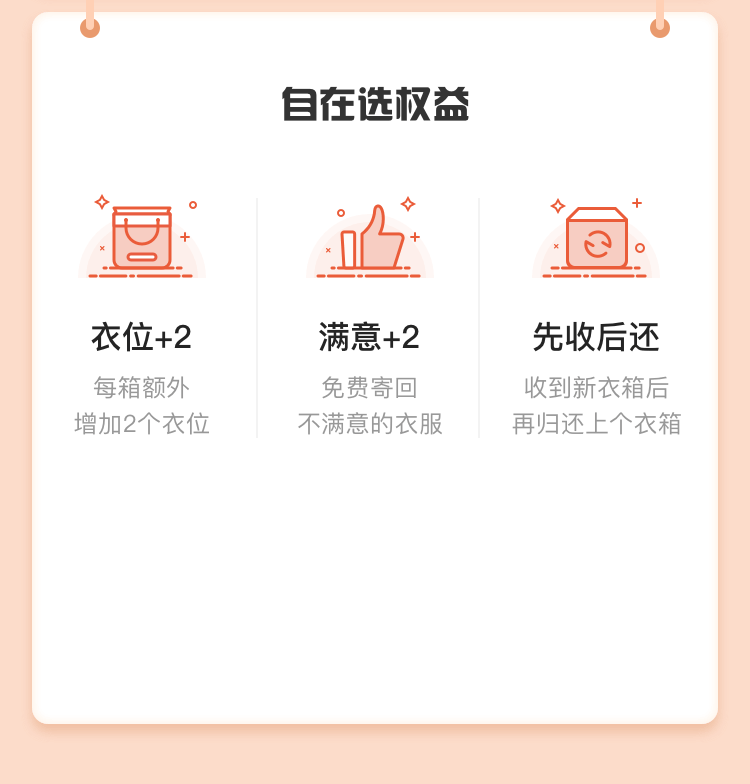 自在选权益
衣位+2
每箱额外
增加2个衣位
满意+2
免费寄回
不满意的衣服
先收后还
收到新衣箱后
再归还上个衣箱